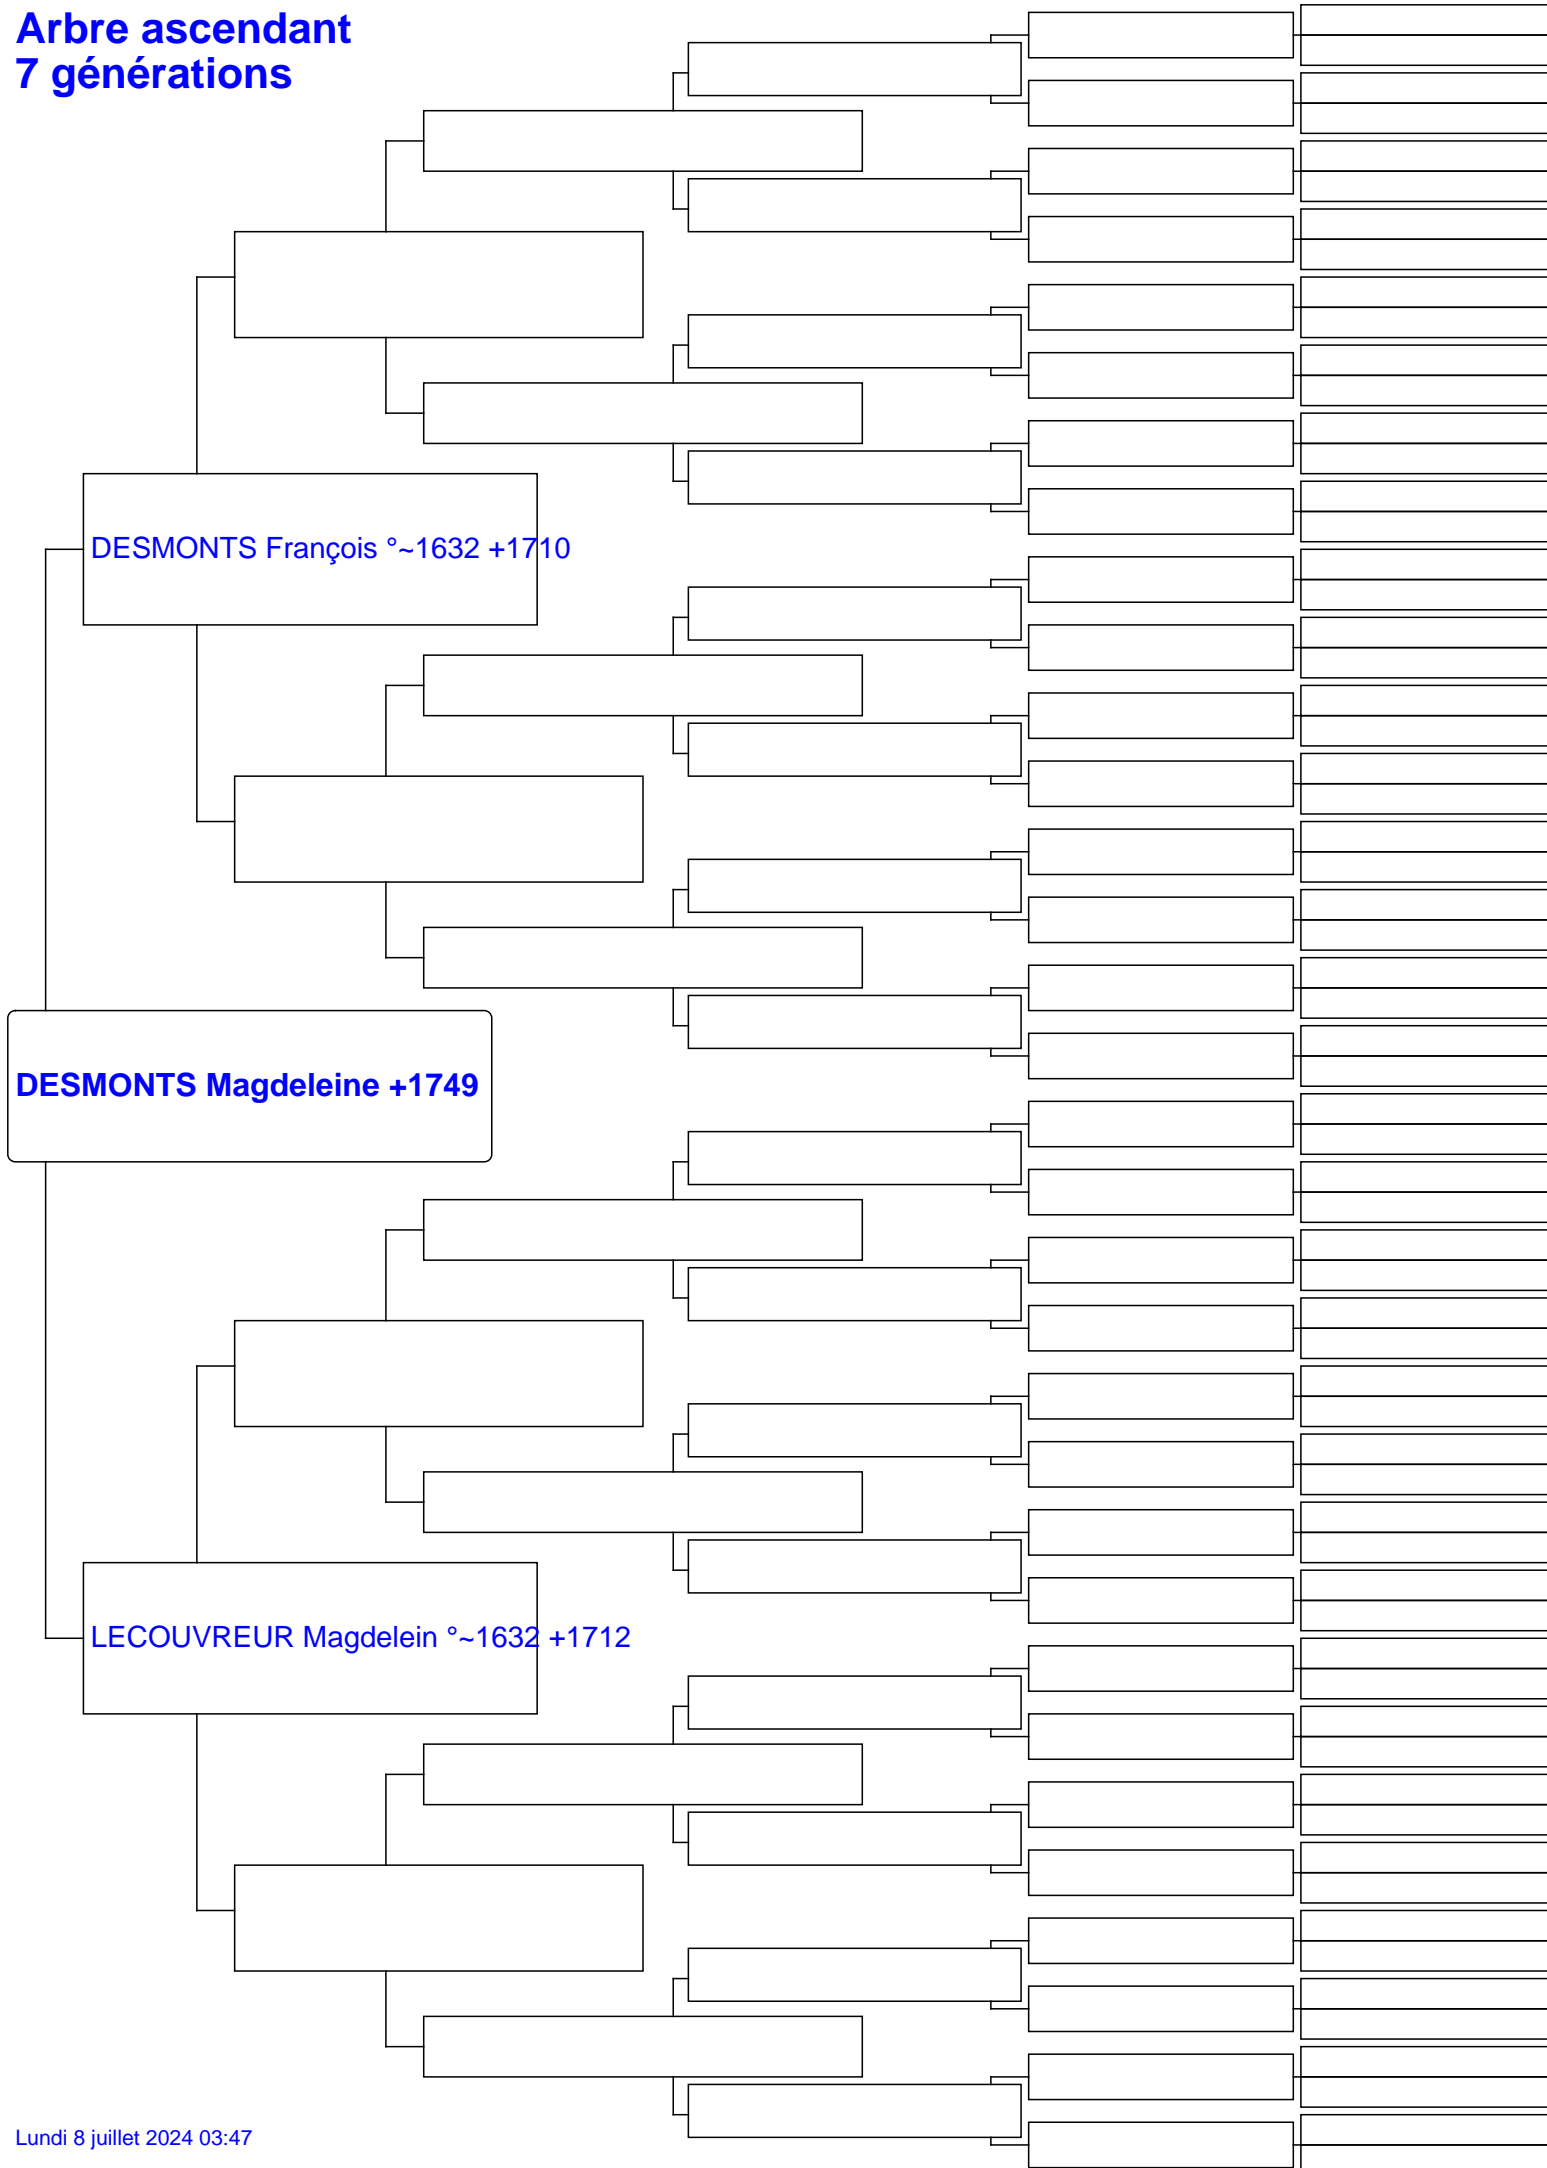 Arbre ascendant
7 générations
DESMONTS François °~1632 +1710
DESMONTS Magdeleine +1749
LECOUVREUR Magdelein °~1632 +1712
Lundi 8 juillet 2024 03:47